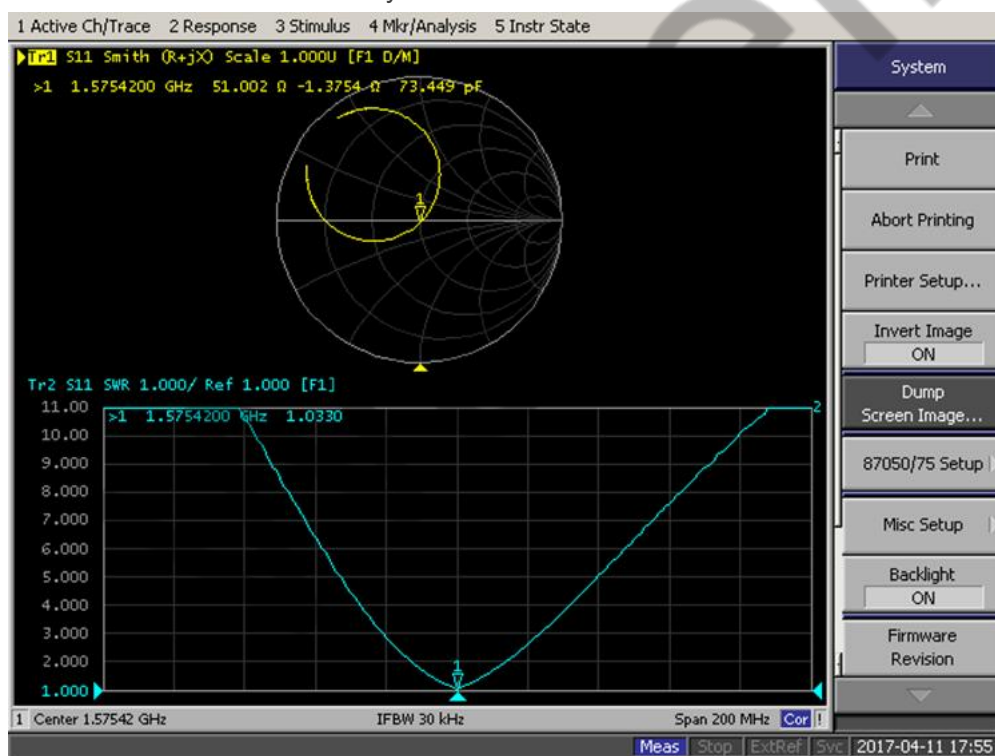 1 Active Ch/Trace 2 Response 3 Stimulus 4 Mkr/Analysis 5 Instr State
Tr1 S11 Smith (R+jX) Scale 1.000U [F1 D/M]
>1 1.5754200 GHz 51.002 Ω -1.3754 Ω 73.449 pF
1
Tr2 S11 SWR 1.000/ Ref 1.000 [F1]
>1 1.5754200 GHz 1.0330
2
11.00
10.00
9.000
8.000
7.000
6.000
5.000
4.000
3.000
2.000
1.000
1
1 Center 1.57542 GHz IFBW 30 kHz Span 200 MHz Cor !
System
Print
Abort Printing
Printer Setup...
Invert Image
ON
Dump
Screen Image...
87050/75 Setup
Misc Setup
Backlight
ON
Firmware
Revision
Meas Stop ExtRef Svc 2017-04-11 17:55